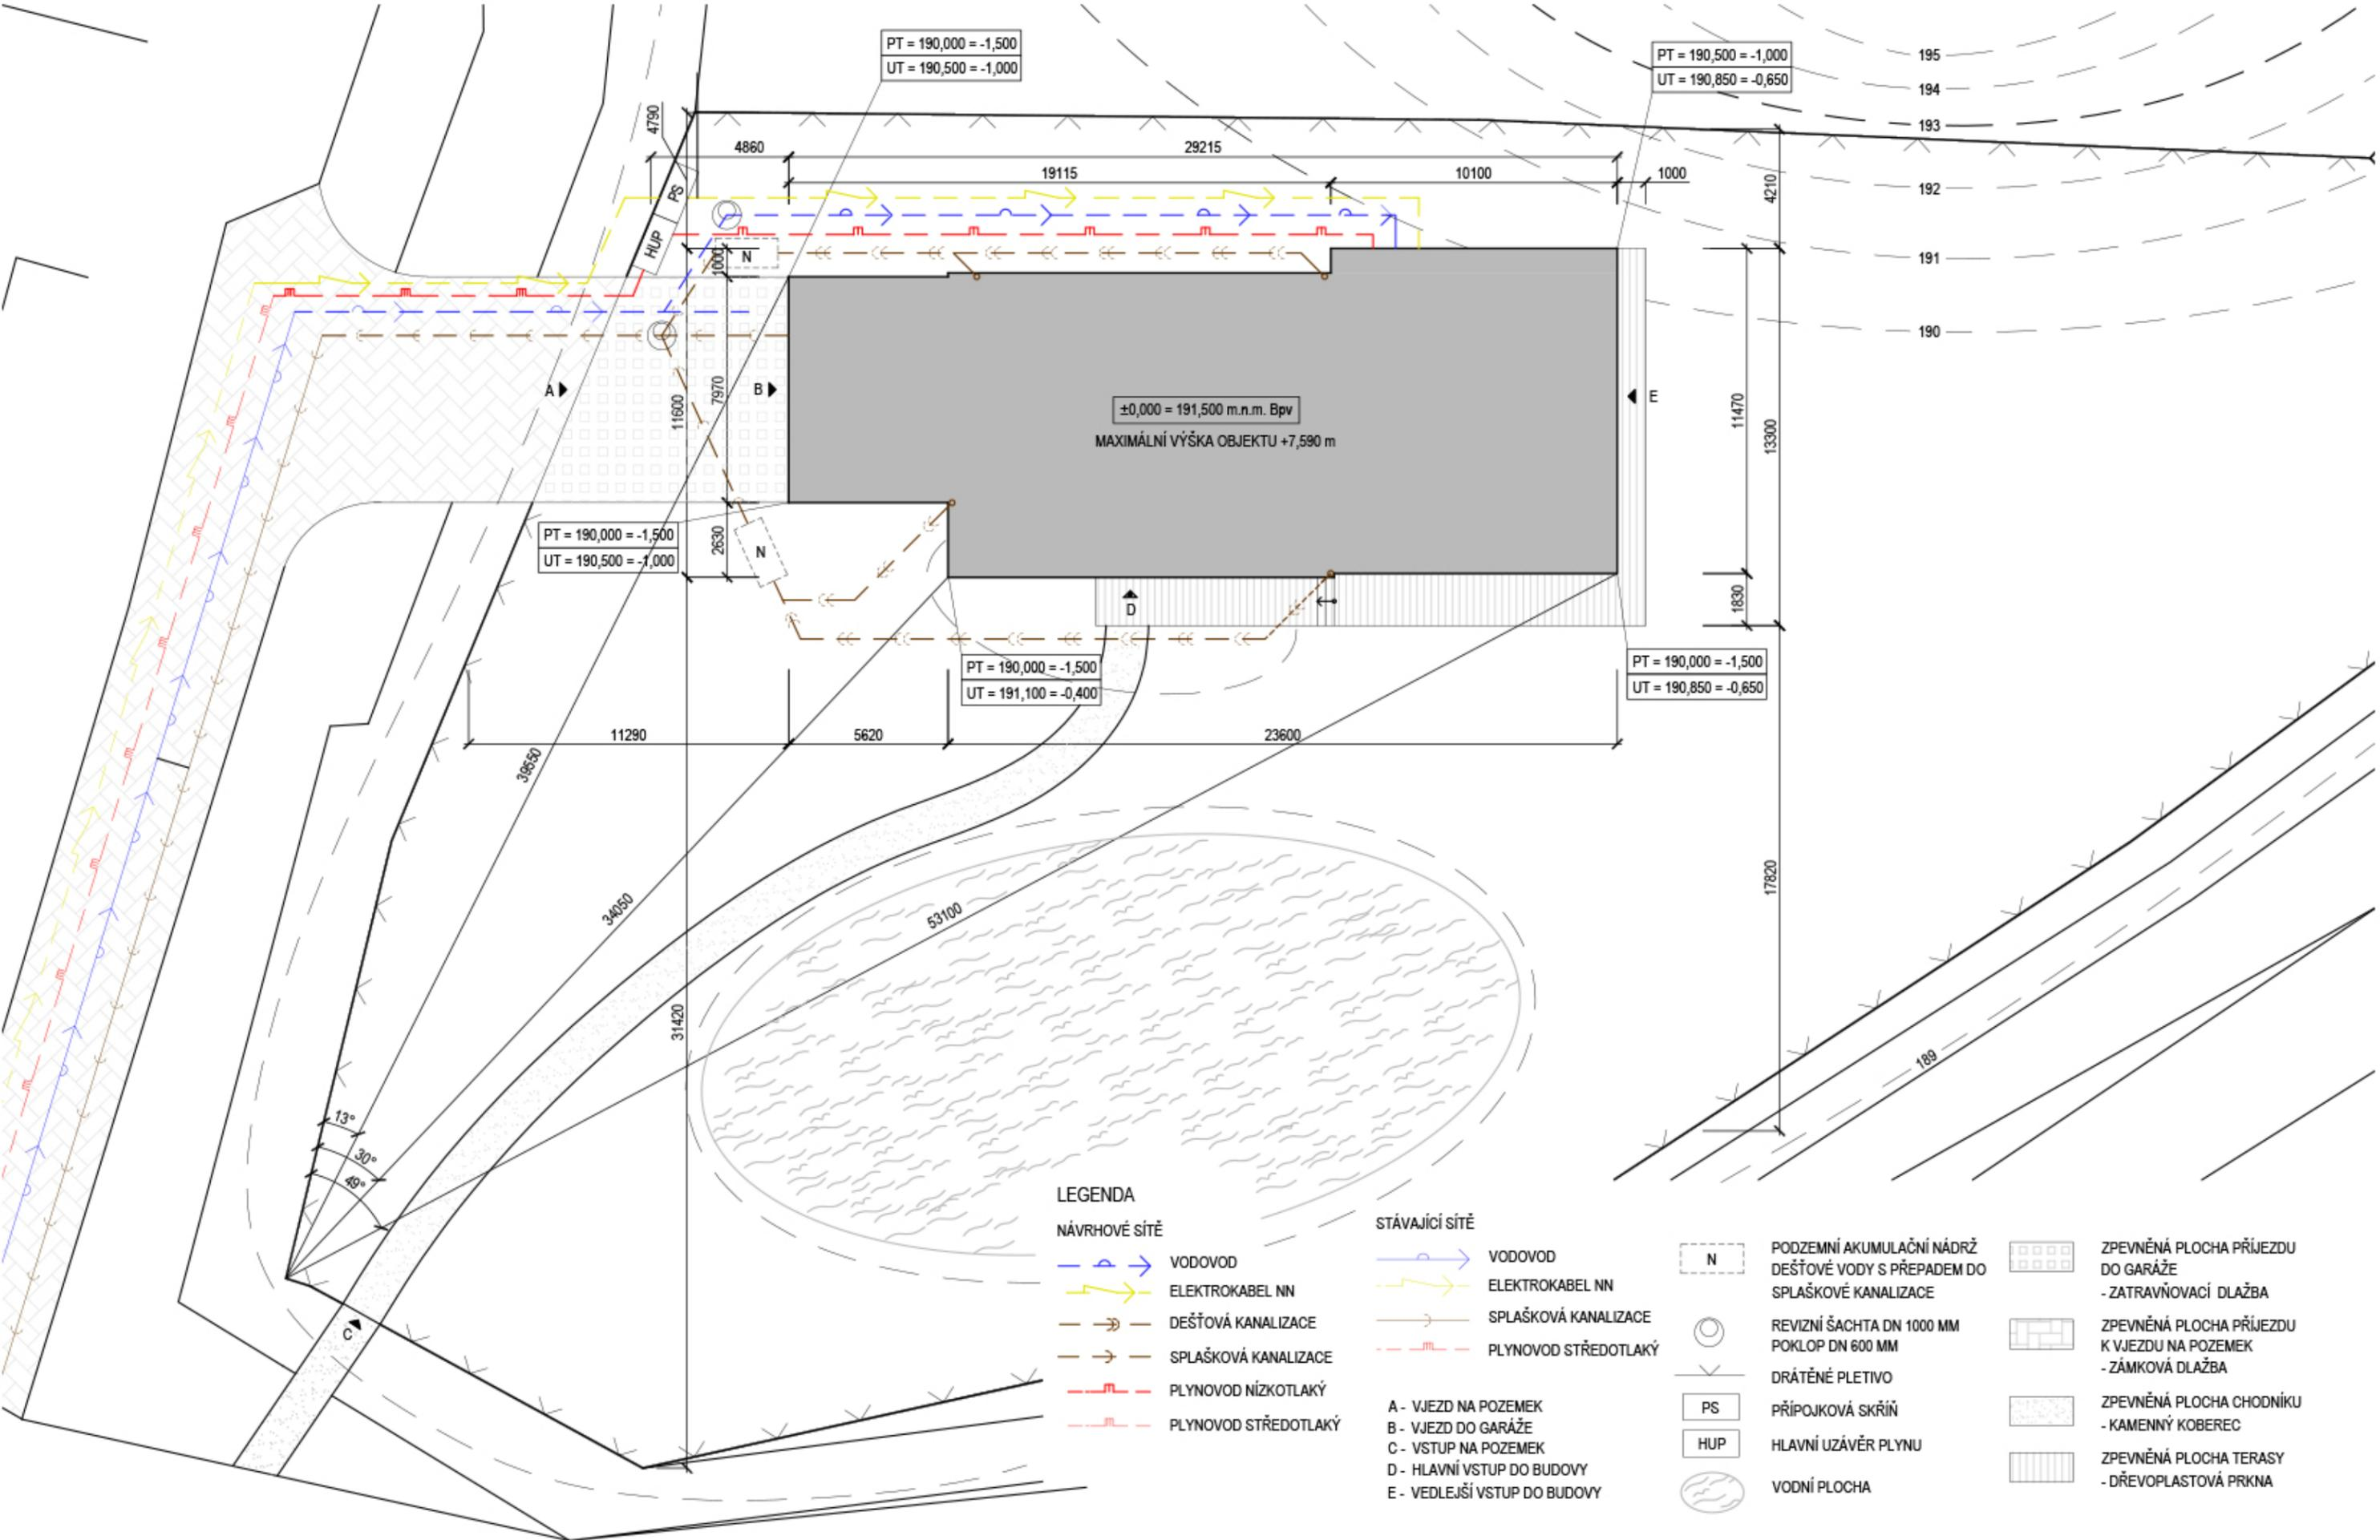 PT = 190,000 = -1,500
UT = 190,500 = -1,000
PT = 190,500 = -1,000
UT = 190,850 = -0,650
195
194
193
192
191
190
4790
4860
29215
19115
10100
1000
4210
PS
HUP
N
1000
A
B
7970
11600
±0,000 = 191,500 m.n.m. Bpv
MAXIMÁLNÍ VÝŠKA OBJEKTU +7,590 m
E
11470
13300
PT = 190,000 = -1,500
UT = 190,500 = -1,000
2630
N
D
1830
PT = 190,000 = -1,500
UT = 191,100 = -0,400
PT = 190,000 = -1,500
UT = 190,850 = -0,650
11290
5620
23600
39550
34050
53100
17820
31420
189
13°
30°
49°
C
LEGENDA
NÁVRHOVÉ SÍTĚ
VODOVOD
ELEKTROKABEL NN
DEŠŤOVÁ KANALIZACE
SPLAŠKOVÁ KANALIZACE
PLYNOVOD NÍZKOTLAKÝ
PLYNOVOD STŘEDOTLAKÝ
STÁVAJÍCÍ SÍTĚ
VODOVOD
ELEKTROKABEL NN
SPLAŠKOVÁ KANALIZACE
PLYNOVOD STŘEDOTLAKÝ
A - VJEZD NA POZEMEK
B - VJEZD DO GARÁŽE
C - VSTUP NA POZEMEK
D - HLAVNÍ VSTUP DO BUDOVY
E - VEDLEJŠÍ VSTUP DO BUDOVY
N
PODZEMNÍ AKUMULAČNÍ NÁDRŽ
DEŠŤOVÉ VODY S PŘEPADEM DO
SPLAŠKOVÉ KANALIZACE
REVIZNÍ ŠACHTA DN 1000 MM
POKLOP DN 600 MM
DRÁTĚNÉ PLETIVO
PS
PŘÍPOJKOVÁ SKŘÍŇ
HUP
HLAVNÍ UZÁVĚR PLYNU
VODNÍ PLOCHA
ZPEVNĚNÁ PLOCHA PŘÍJEZDU
DO GARÁŽE
- ZATRAVŇOVACÍ DLAŽBA
ZPEVNĚNÁ PLOCHA PŘÍJEZDU
K VJEZDU NA POZEMEK
- ZÁMKOVÁ DLAŽBA
ZPEVNĚNÁ PLOCHA CHODNÍKU
- KAMENNÝ KOBEREC
ZPEVNĚNÁ PLOCHA TERASY
- DŘEVOPLASTOVÁ PRKNA